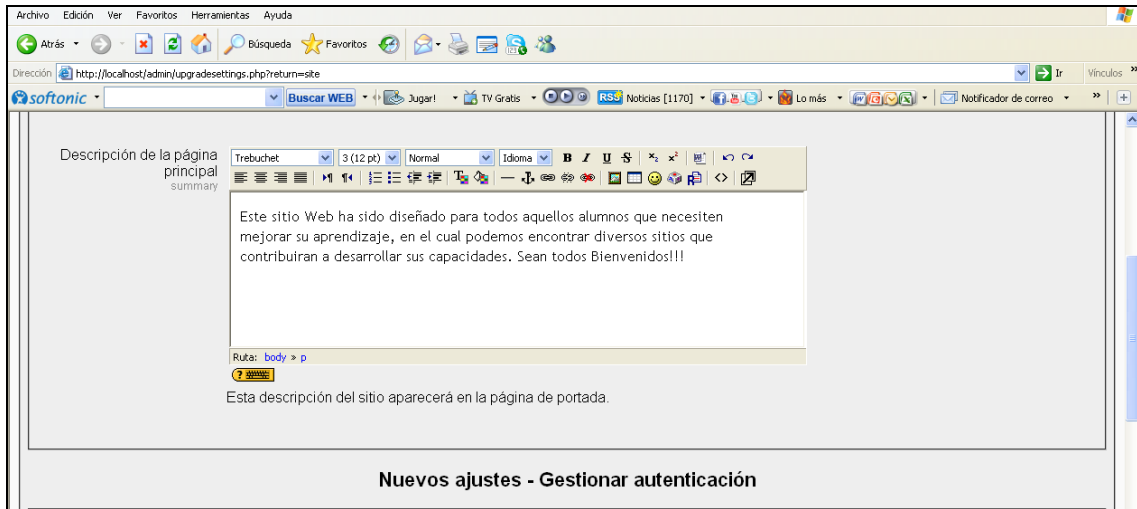 Archivo Edición Ver Favoritos Herramientas Ayuda
Atrás Búsqueda Favoritos
Dirección http://localhost/admin/upgradesettings.php?return=site Ir Vínculos »
softonic Buscar WEB Jugar! TV Gratis RSS Noticias [1170] Lo más Notificador de correo »
Descripción de la página
principal
summary
Trebuchet 3 (12 pt) Normal Idioma B I U S x₂ x²
Este sitio Web ha sido diseñado para todos aquellos alumnos que necesiten
mejorar su aprendizaje, en el cual podemos encontrar diversos sitios que
contribuiran a desarrollar sus capacidades. Sean todos Bienvenidos!!!
Ruta: body » p
?
Esta descripción del sitio aparecerá en la página de portada.
Nuevos ajustes - Gestionar autenticación